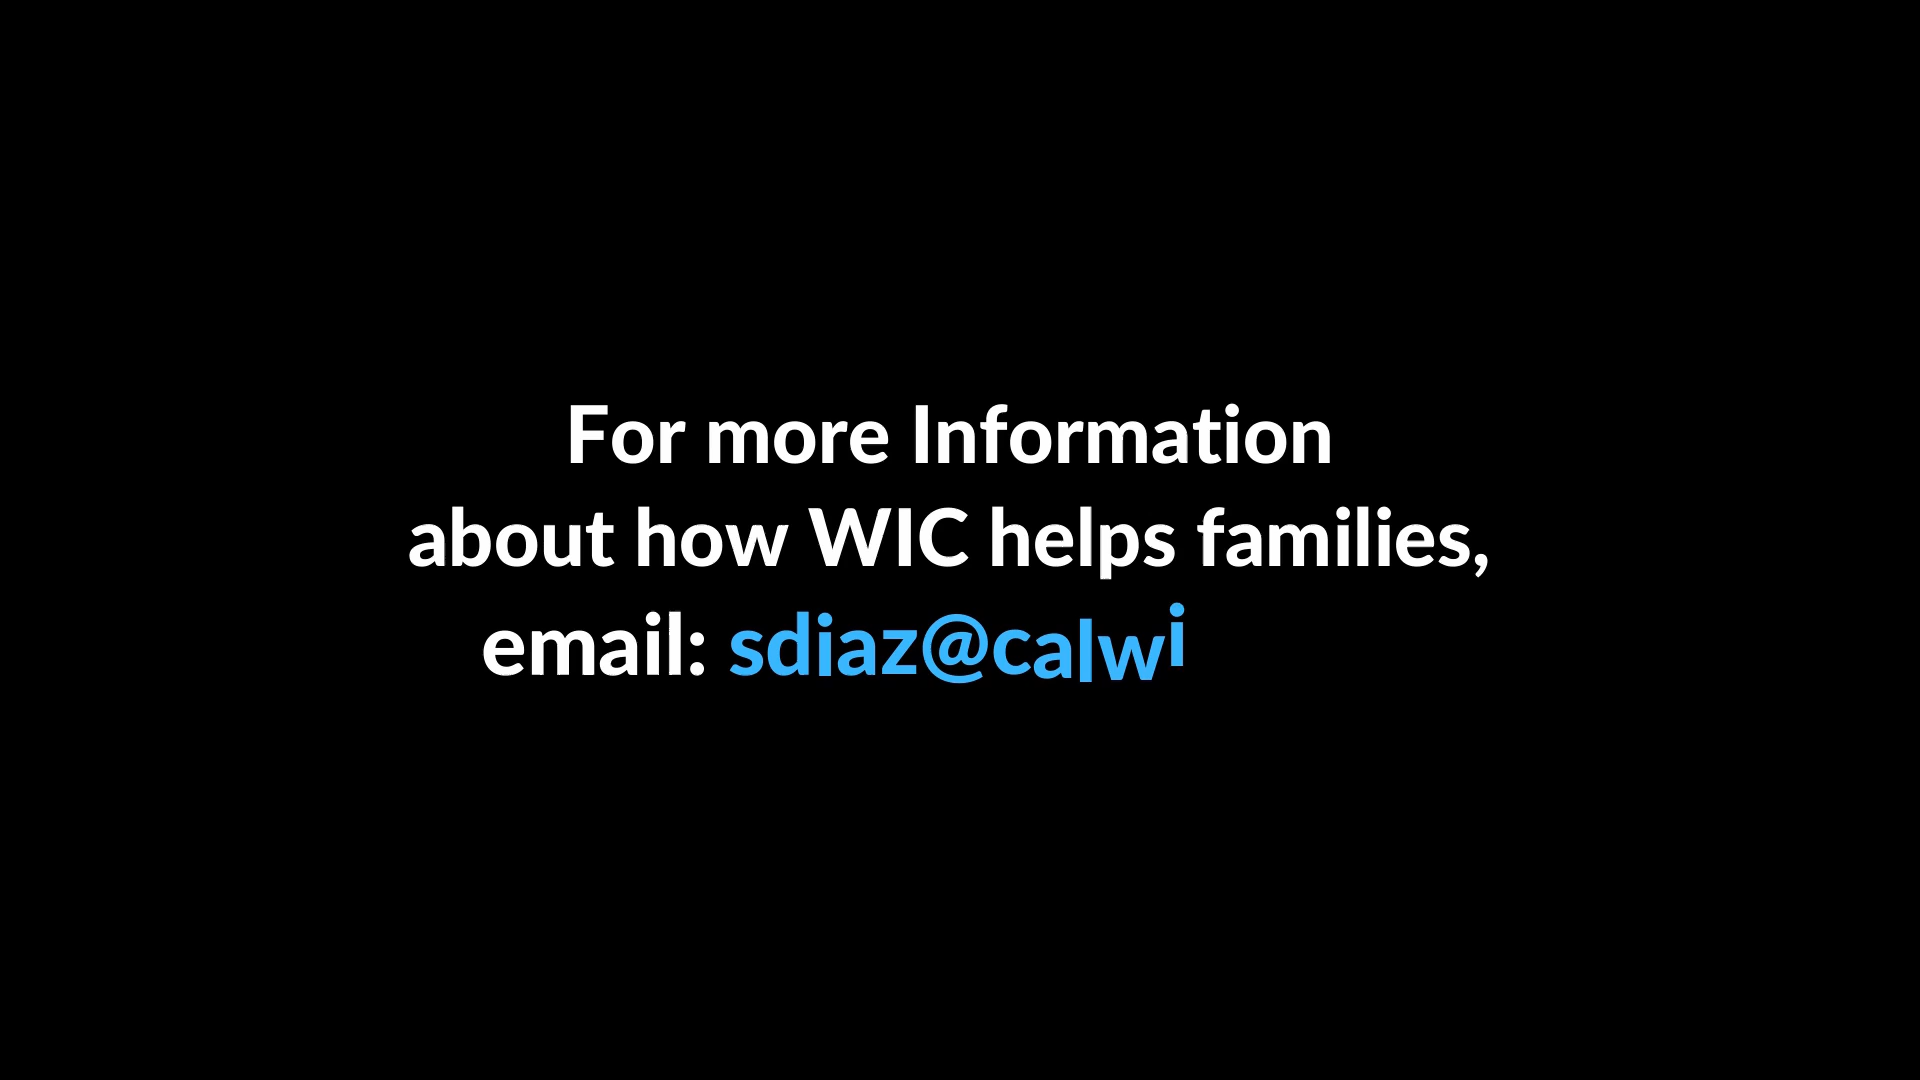 For more Information
about how WIC helps families,
email: sdiaz@calwi